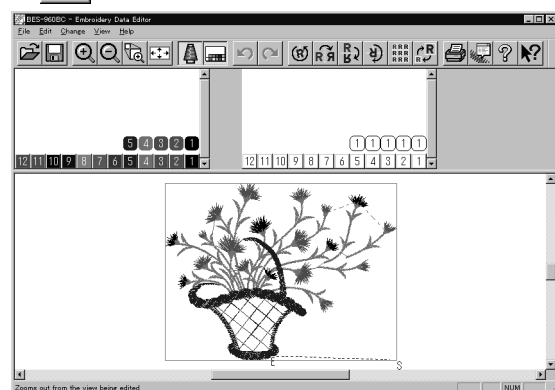 BES-960BC - Embroidery Data Editor
File Edit Change View Help
R R R R R R R R R R R R R
5 4 3 2 1 1 1 1 1 1
12 11 10 9 8 7 6 5 4 3 2 1 12 11 10 9 8 7 6 5 4 3 2 1
E S
Zooms out from the view being edited NUM